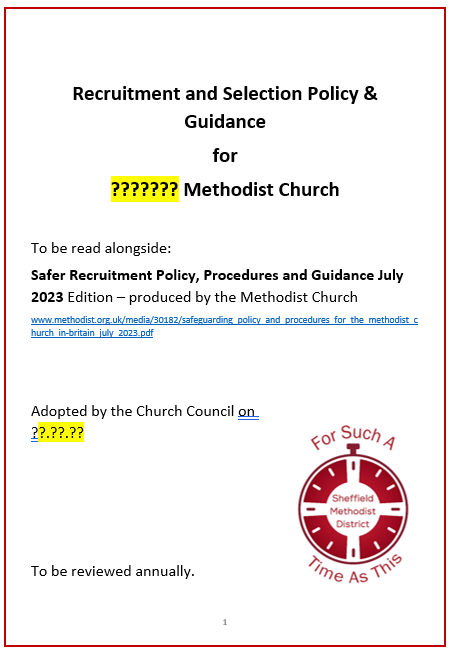 Recruitment and Selection Policy &
Guidance
for
??????? Methodist Church
To be read alongside:
Safer Recruitment Policy, Procedures and Guidance July
2023 Edition – produced by the Methodist Church
www.methodist.org.uk/media/30182/safeguarding_policy_and_procedures_for_the_methodist_c
hurch_in-britain_july_2023.pdf
Adopted by the Church Council on
??.??.??
For Such A
Sheffield
Methodist
District
Time As This
To be reviewed annually.
1